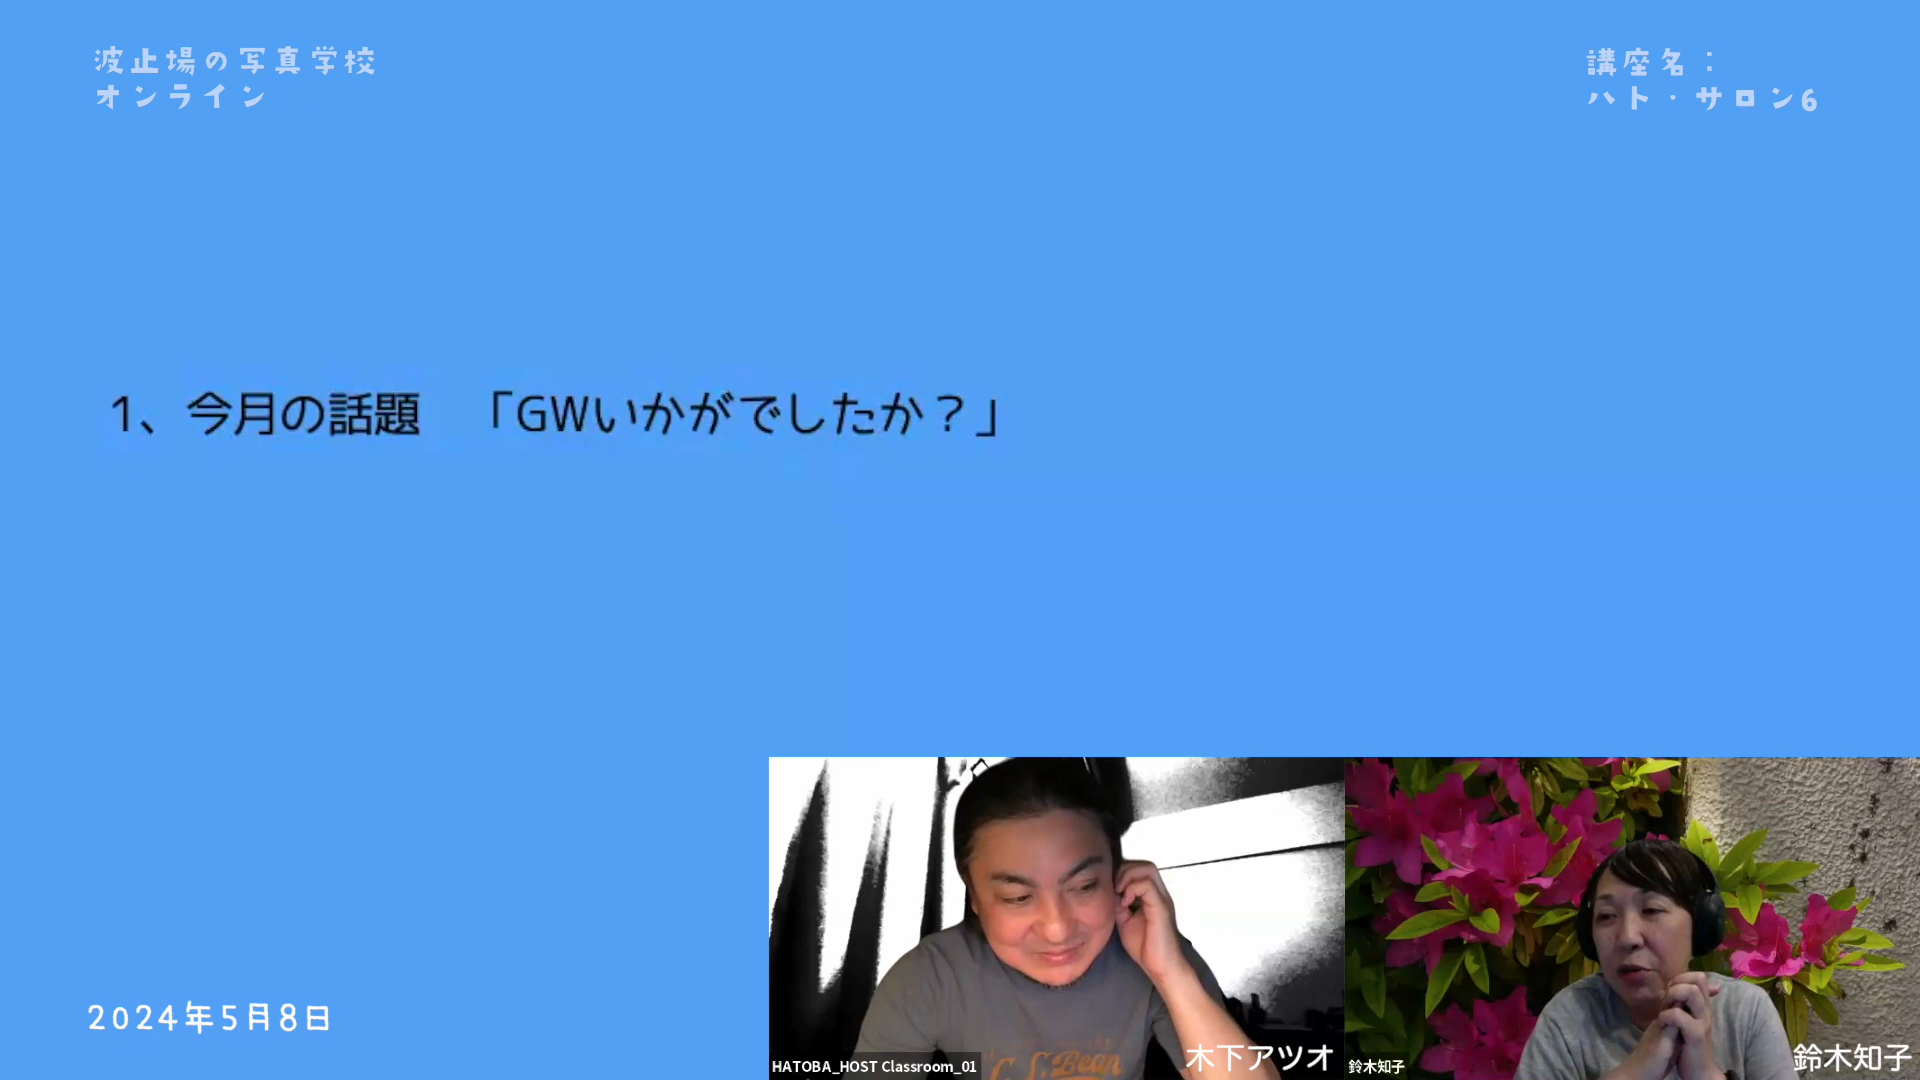 波止場の写真学校
オンライン
講座名：
ハト・サロン6
1、今月の話題　「GWいかがでしたか？」
2024年5月8日
HATOBA_HOST Classroom_01
木下アツオ
鈴木知子
鈴木知子